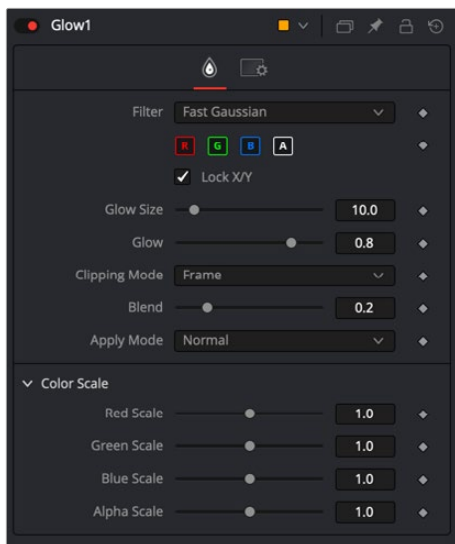 Glow1
Filter Fast Gaussian
R G B A
Lock X/Y
Glow Size 10.0
Glow 0.8
Clipping Mode Frame
Blend 0.2
Apply Mode Normal
Color Scale
Red Scale 1.0
Green Scale 1.0
Blue Scale 1.0
Alpha Scale 1.0